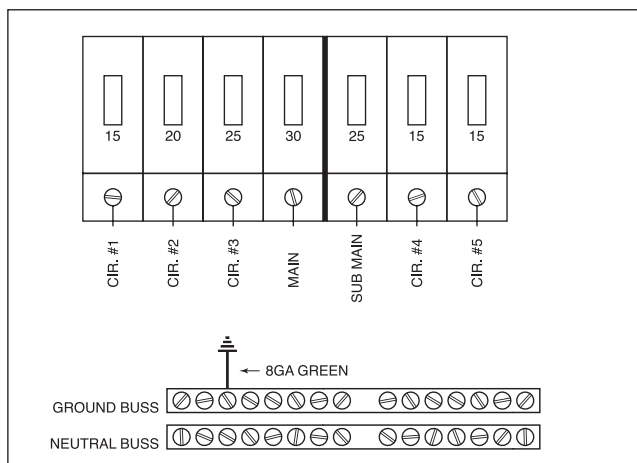 15 20 25 30 25 15 15
CIR. #1 CIR. #2 CIR. #3 MAIN SUB MAIN CIR. #4 CIR. #5
8GA GREEN
GROUND BUSS
NEUTRAL BUSS